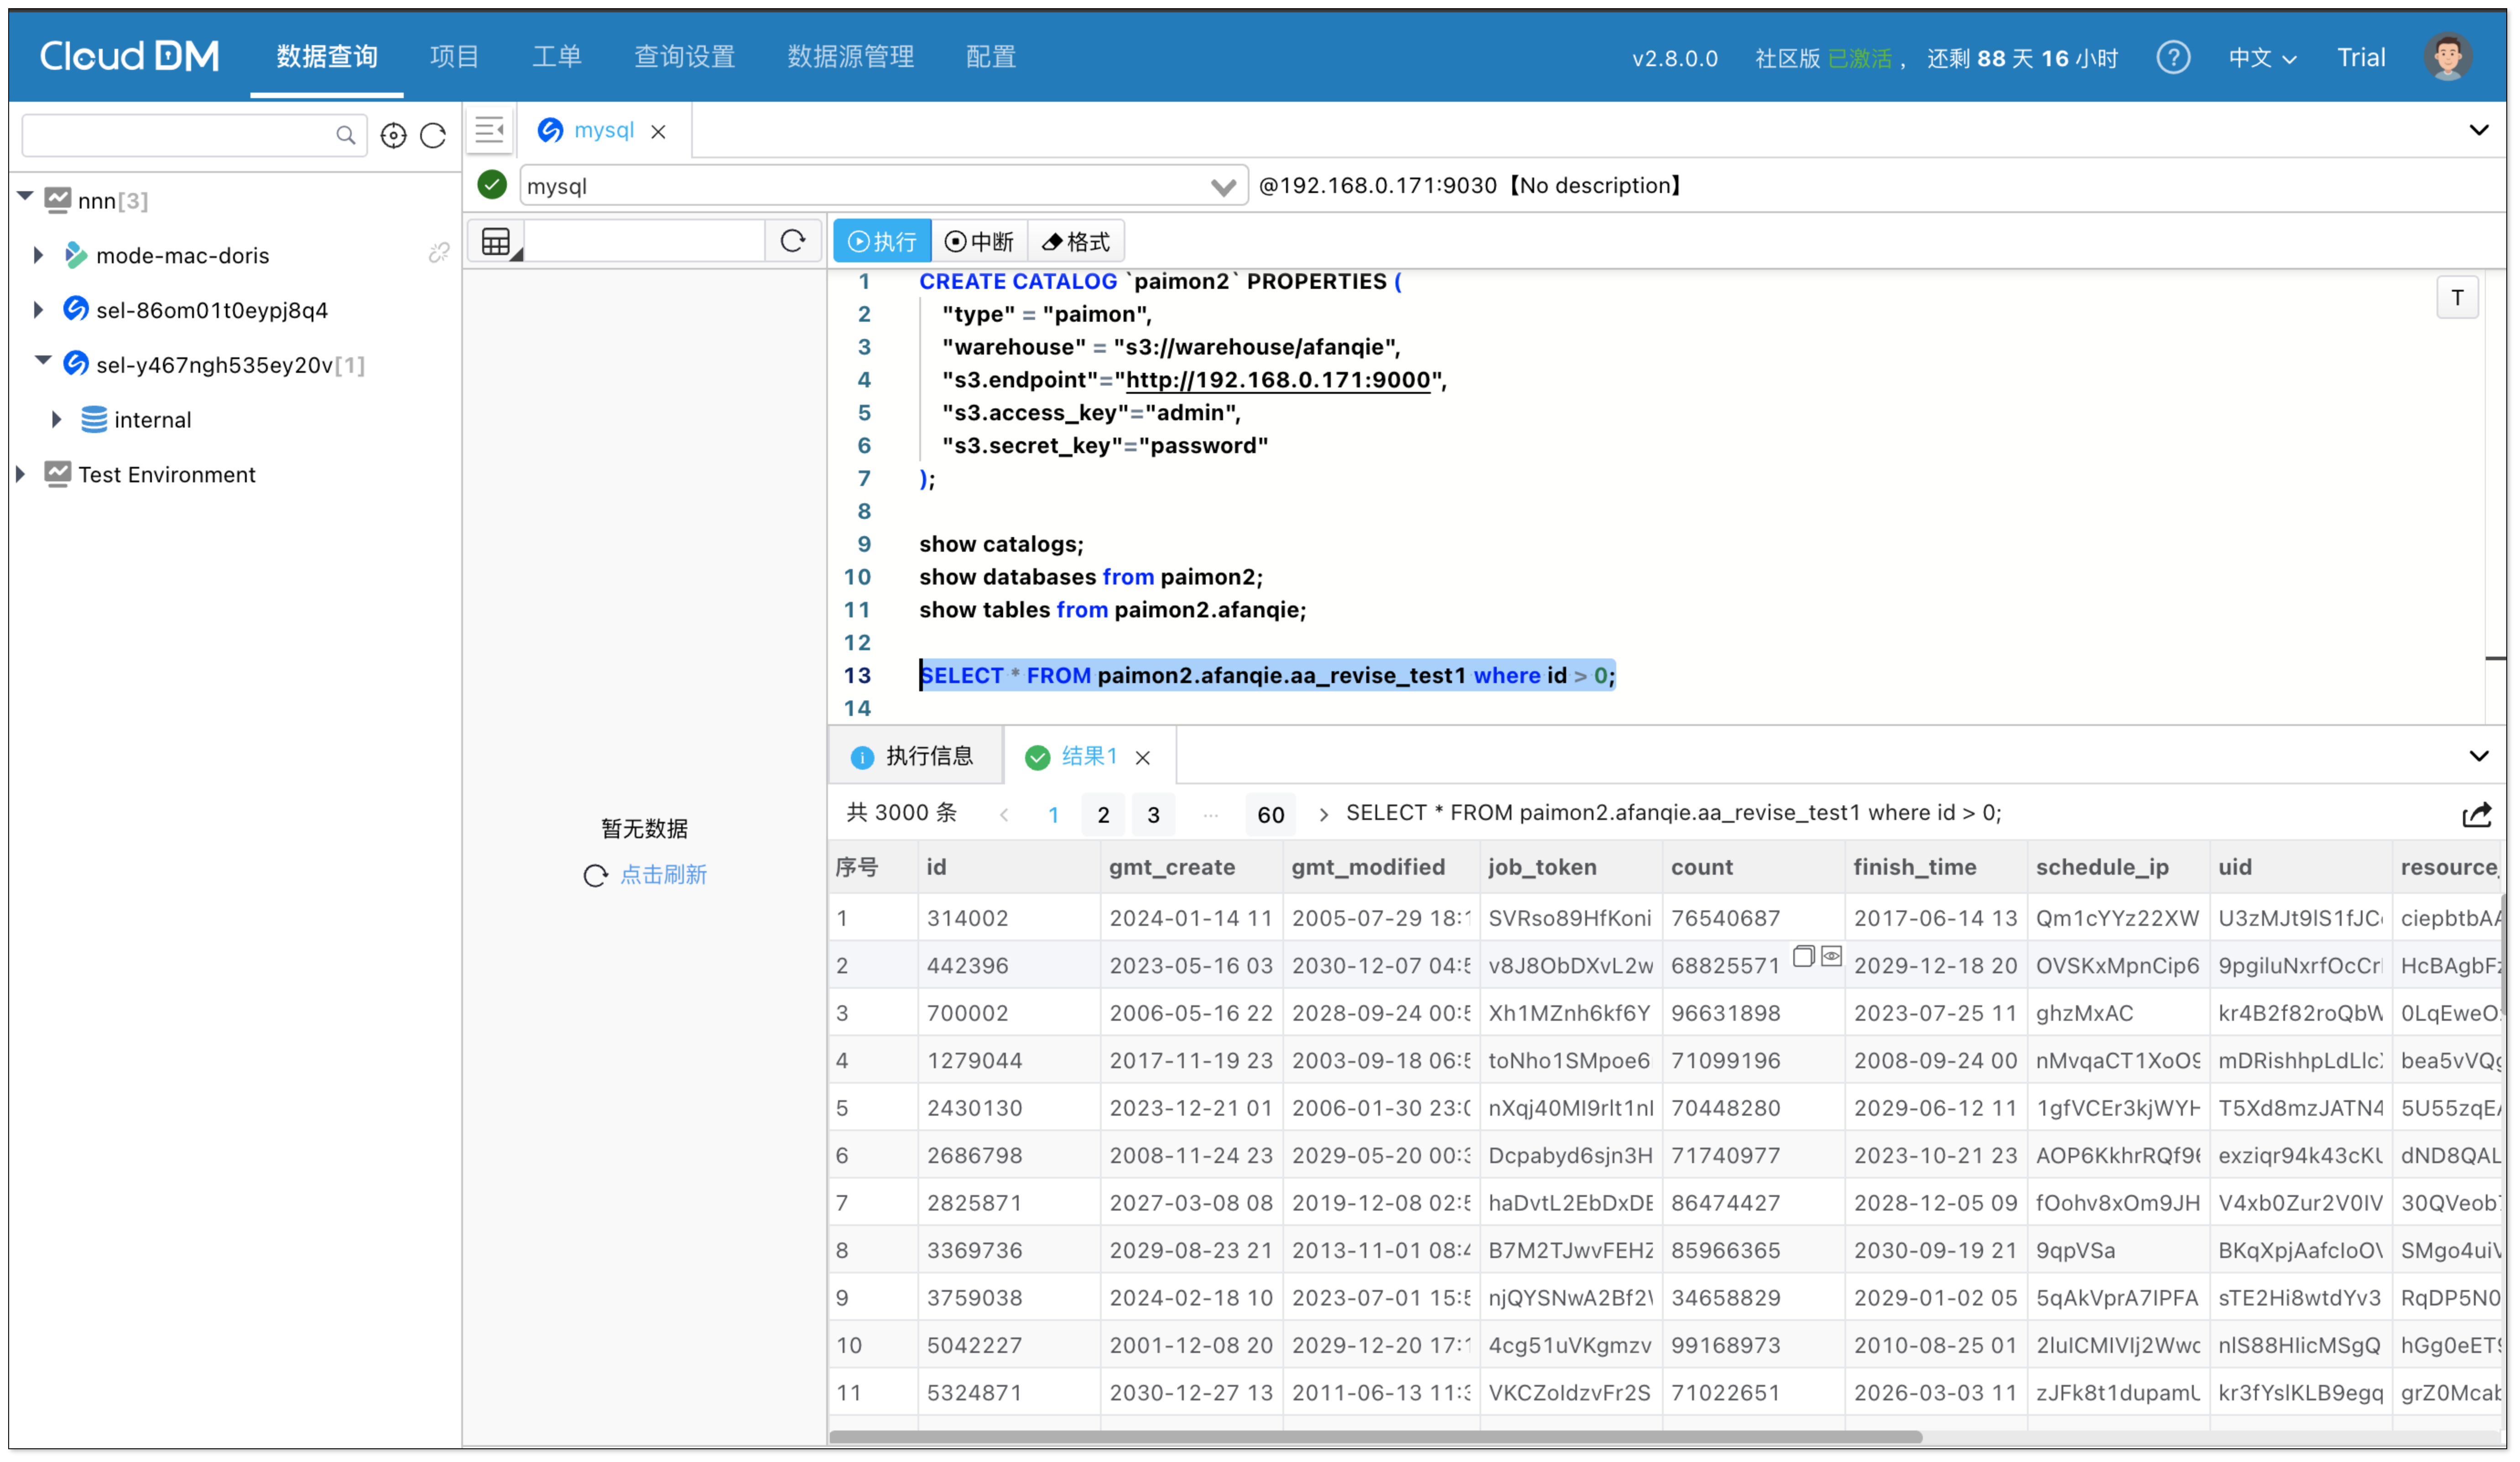 Cloud DM 数据查询 项目 工单 查询设置 数据源管理 配置 v2.8.0.0 社区版 已激活 ， 还剩 88 天 16 小时 中文 Trial
mysql
mysql @192.168.0.171:9030【No description】
nnn[3]
mode-mac-doris
sel-86om01t0eypj8q4
sel-y467ngh535ey20v[1]
internal
Test Environment
暂无数据
点击刷新
执行 中断 格式
T
1 CREATE CATALOG `paimon2` PROPERTIES (
2 "type" = "paimon",
3 "warehouse" = "s3://warehouse/afanqie",
4 "s3.endpoint"="http://192.168.0.171:9000",
5 "s3.access_key"="admin",
6 "s3.secret_key"="password"
7 );
8
9 show catalogs;
10 show databases from paimon2;
11 show tables from paimon2.afanqie;
12
13 SELECT * FROM paimon2.afanqie.aa_revise_test1 where id > 0;
14
执行信息 结果1
共 3000 条 1 2 3 ··· 60 SELECT * FROM paimon2.afanqie.aa_revise_test1 where id > 0;
序号 id gmt_create gmt_modified job_token count finish_time schedule_ip uid resource_
1 314002 2024-01-14 11 2005-07-29 18: SVRso89HfKoni 76540687 2017-06-14 13 Qm1cYYz22XW U3zMJt9lS1fJC ciepbtbAA
2 442396 2023-05-16 03 2030-12-07 04:5 v8J8ObDXvL2w 68825571 2029-12-18 20 OVSKxMpnCip6 9pgiluNxrfOcCr HcBAgbFz
3 700002 2006-05-16 22 2028-09-24 00:5 Xh1MZnh6kf6Y 96631898 2023-07-25 11 ghzMxAC kr4B2f82roQbW 0LqEweO
4 1279044 2017-11-19 23 2003-09-18 06:5 toNho1SMpoe6 71099196 2008-09-24 00 nMvqaCT1XoO9 mDRishhpLdLlc bea5vVQg
5 2430130 2023-12-21 01 2006-01-30 23:0 nXqj40MI9rlt1nl 70448280 2029-06-12 11 1gfVCEr3kjWYH T5Xd8mzJATN4 5U55zqEA
6 2686798 2008-11-24 23 2029-05-20 00:3 Dcpabyd6sjn3H 71740977 2023-10-21 23 AOP6KkhrRQf96 exziqr94k43cKU dND8QAL
7 2825871 2027-03-08 08 2019-12-08 02:5 haDvtL2EbDxDE 86474427 2028-12-05 09 fOohv8xOm9JH V4xb0Zur2V0IV 30QVeob
8 3369736 2029-08-23 21 2013-11-01 08:4 B7M2TJwvFEHZ 85966365 2030-09-19 21 9qpVSa BKqXpjAafcIoO SMgo4uiV
9 3759038 2024-02-18 10 2023-07-01 15:5 njQYSNwA2Bf2 34658829 2029-01-02 05 5qAkVprA7IPFA sTE2Hi8wtdYv3 RqDP5N0
10 5042227 2001-12-08 20 2029-12-20 17:1 4cg51uVKgmzv 99168973 2010-08-25 01 2luICMIVlj2Wwc nlS88HlicMSgQ hGg0eET9
11 5324871 2030-12-27 13 2011-06-13 11:3 VKCZoldzvFr2S 71022651 2026-03-03 11 zJFk8t1dupamU kr3fYslKLB9egq grZ0Mcab